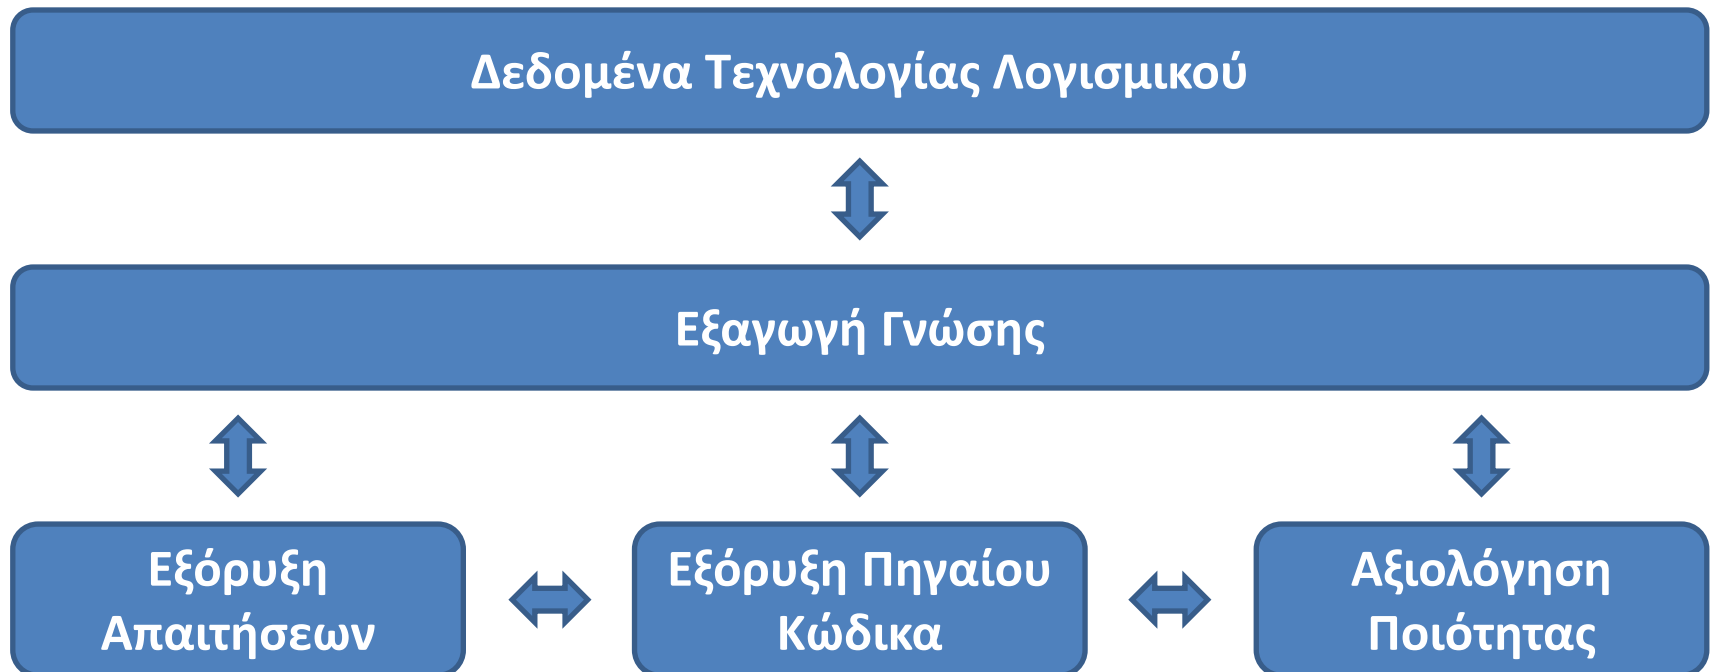 Δεδομένα Τεχνολογίας Λογισμικού
Εξαγωγή Γνώσης
Εξόρυξη
Απαιτήσεων
Εξόρυξη Πηγαίου
Κώδικα
Αξιολόγηση
Ποιότητας